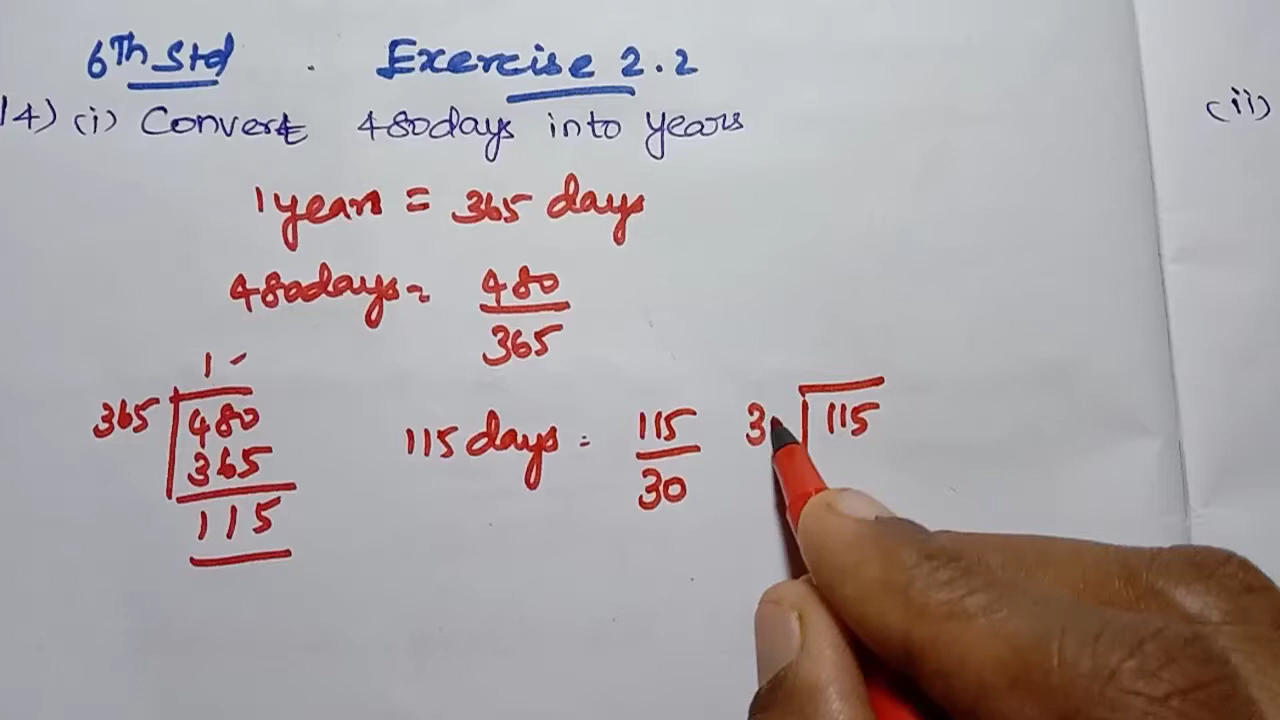 6Th Std . Exercise 2.2
14) (i) Convert 480days into years
(ii)
1 years = 365 days
480days = 480
365
1
365 480
365
115
115 days = 115
30
3 115